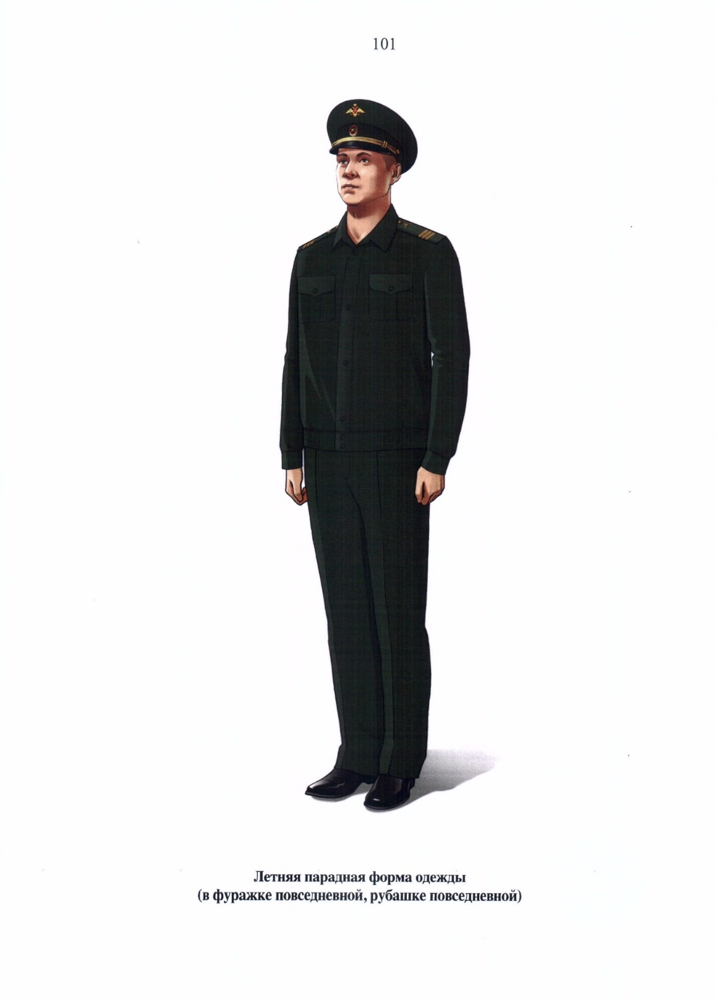 101
Летняя парадная форма одежды
(в фуражке повседневной, рубашке повседневной)